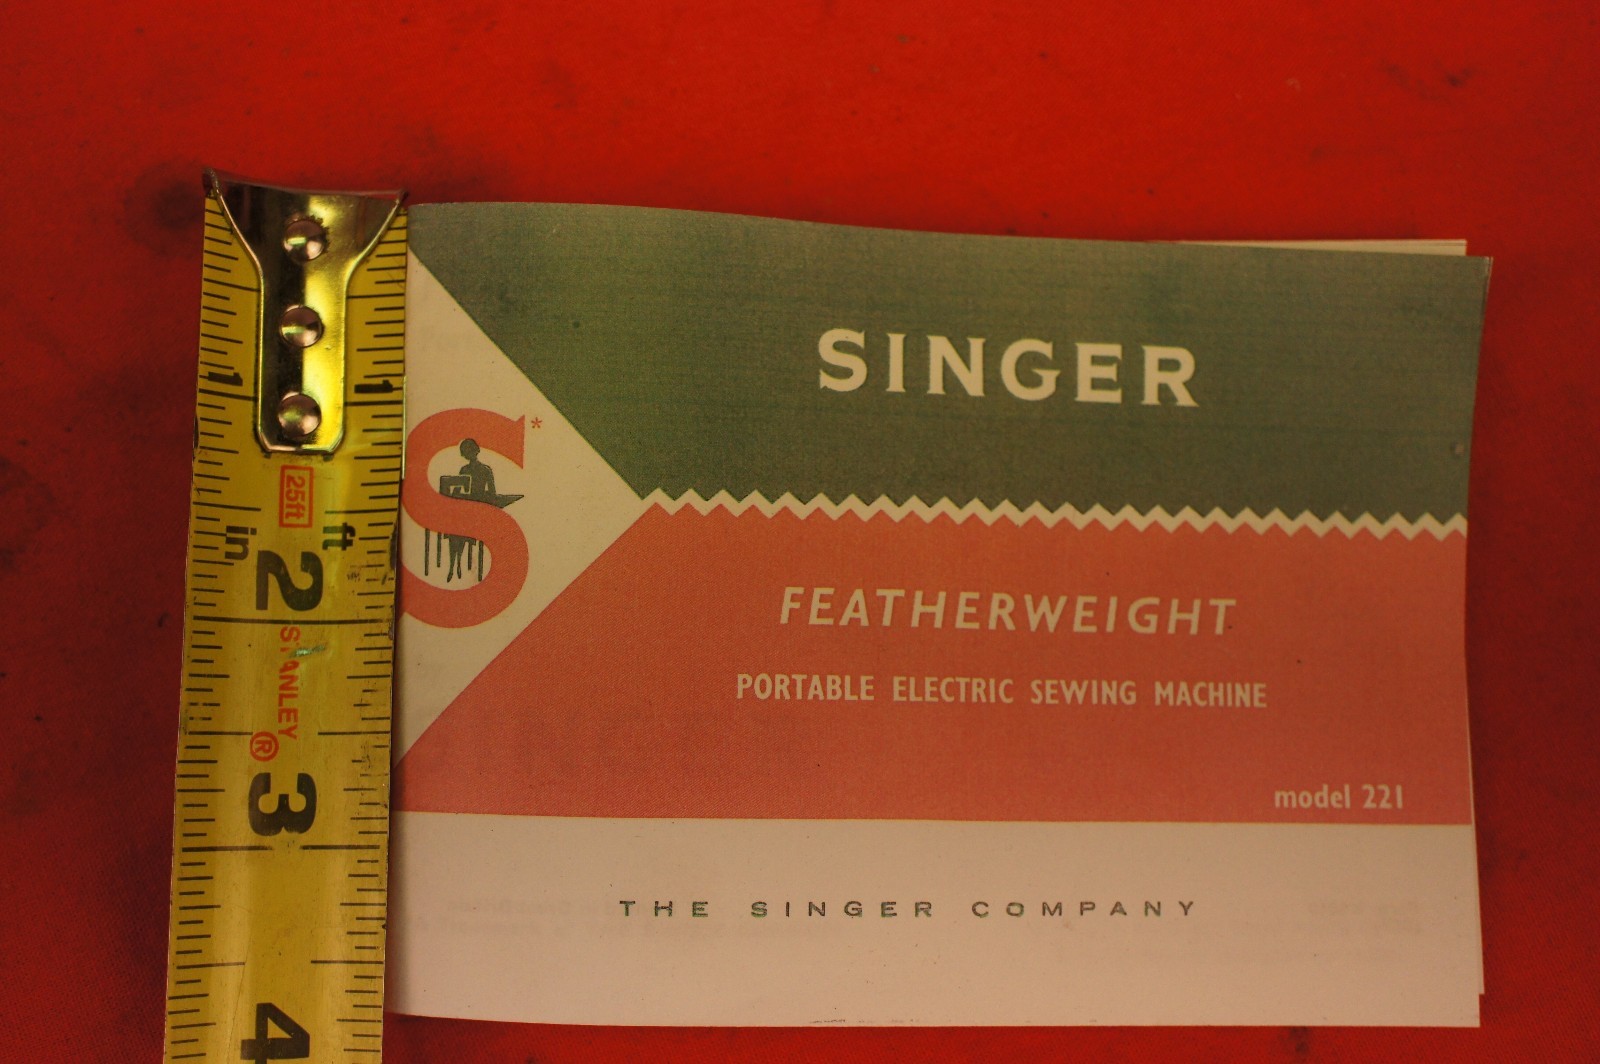 SINGER
S*
FEATHERWEIGHT
PORTABLE ELECTRIC SEWING MACHINE
model 221
THE SINGER COMPANY
1 1
25ft
in ft
2
STANLEY ®
3
4